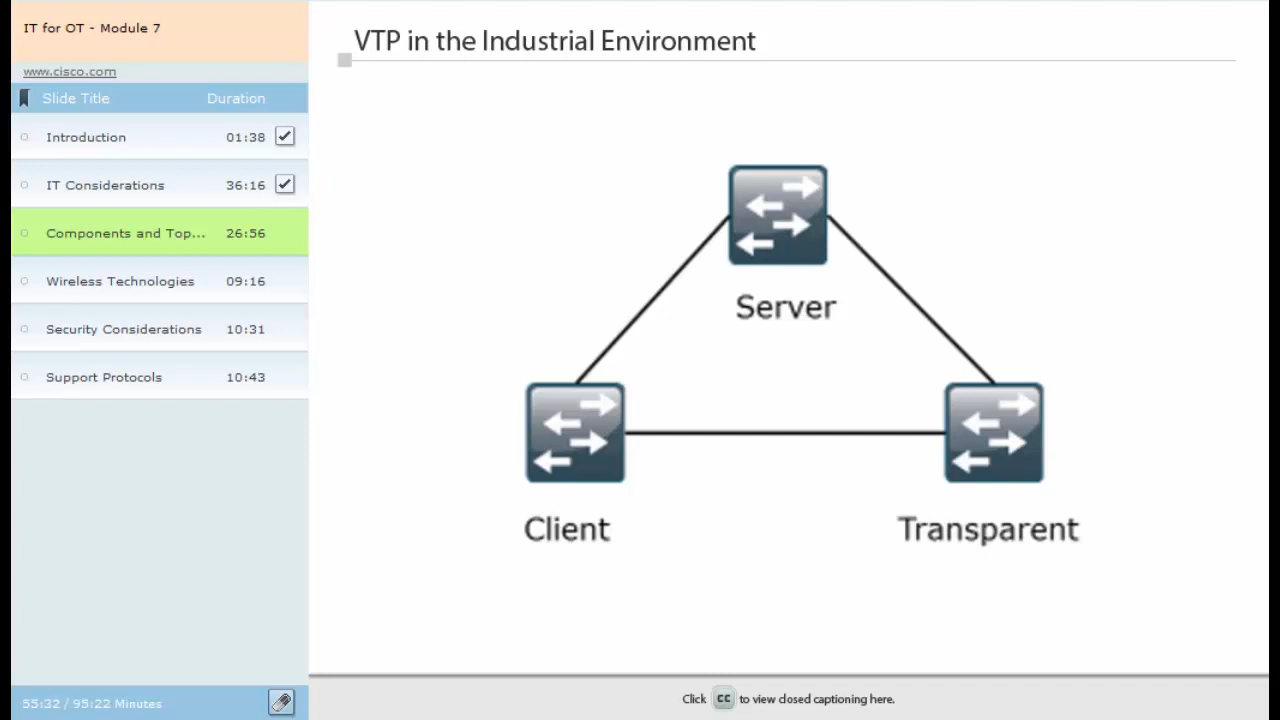 IT for OT - Module 7
www.cisco.com
Slide Title Duration
Introduction 01:38
IT Considerations 36:16
Components and Top... 26:56
Wireless Technologies 09:16
Security Considerations 10:31
Support Protocols 10:43
55:32 / 95:22 Minutes
VTP in the Industrial Environment
Server
Client
Transparent
Click CC to view closed captioning here.